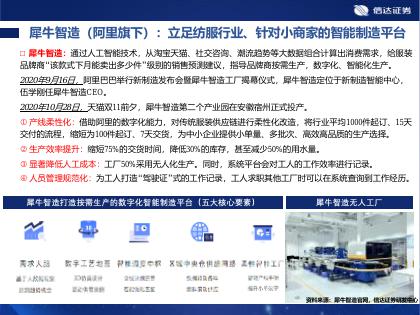 信达证券
犀牛智造（阿里旗下）：立足纺服行业、针对小商家的智能制造平台
□ 犀牛智造：通过人工智能技术，从淘宝天猫、社交咨询、潮流趋势等大数据组合计算出消费需求，给服装
品牌商“该款式下月能卖出多少件”级别的销售预测建议，指导品牌商按需生产，数字化、智能化生产。
2020年9月16日，阿里巴巴举行新制造发布会暨犀牛智造工厂揭幕仪式，犀牛智造定位于新制造智能中心，
伍学刚任犀牛智造CEO。
2020年10月28日，天猫双11前夕，犀牛智造第二个产业园在安徽宿州正式投产。
① 产线柔性化：借助阿里的数字化能力，对传统服装供应链进行柔性化改造，将行业平均1000件起订、15天
交付的流程，缩短为100件起订、7天交货，为中小企业提供小单量、多批次、高效高品质的生产选择。
② 生产效率提升：缩短75%的交货时间，降低30%的库存，甚至减少50%的用水量。
③ 显著降低人工成本：工厂50%采用无人化生产。同时，系统平台会对工人的工作效率进行记录。
④ 人员管理规范化：为工人打造“驾驶证”式的工作记录，工人求职其他工厂时可以在系统查询到工作经历。
犀牛智造打造按需生产的数字化智能制造平台（五大核心要素）
犀牛智造无人工厂
需求大脑
数字工艺地图
智能调度中枢
区域中央仓供给网络
柔性智能工厂
资料来源：犀牛智造官网，信达证券研发中心